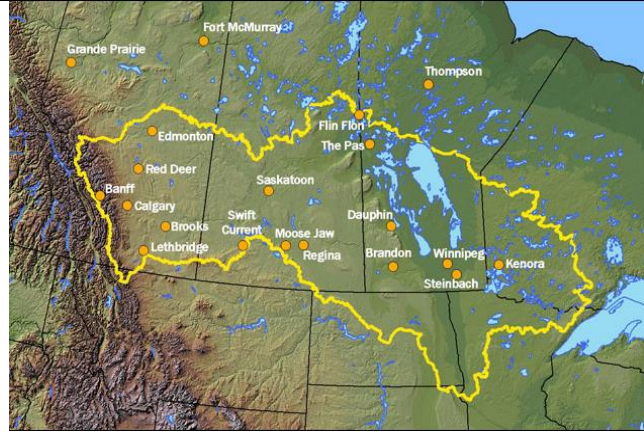 Fort McMurray
Grande Prairie
Thompson
Flin Flon
Edmonton
The Pas
Red Deer
Saskatoon
Banff
Calgary
Dauphin
Brooks
Swift
Current
Moose Jaw
Lethbridge
Regina
Brandon
Winnipeg
Kenora
Steinbach